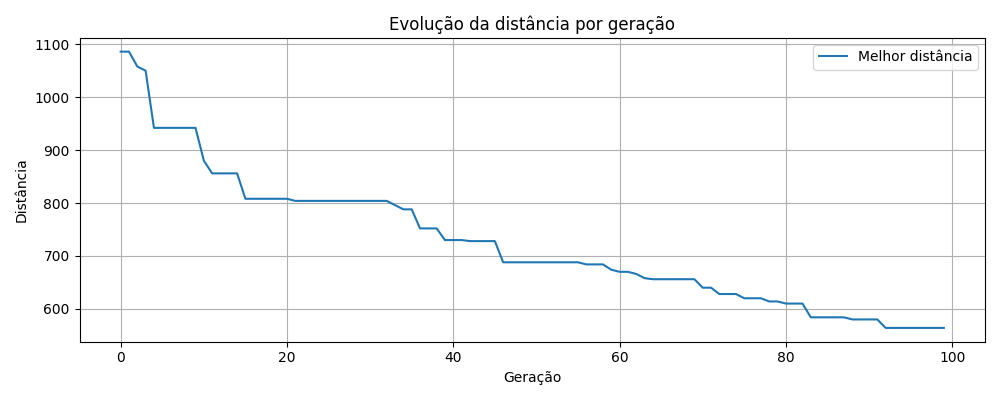 Evolução da distância por geração
1100
1000
900
800
700
600
Distância
Melhor distância
0 20 40 60 80 100
Geração